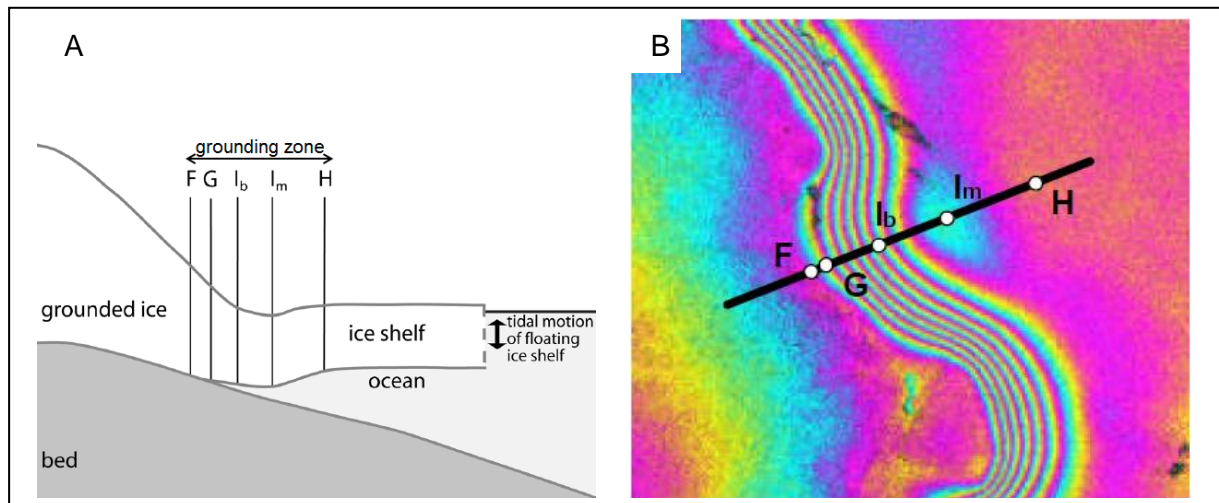 A
grounding zone
F G Ib Im H
grounded ice
ice shelf
tidal motion
of floating
ice shelf
ocean
bed
B
Im
H
Ib
F
G